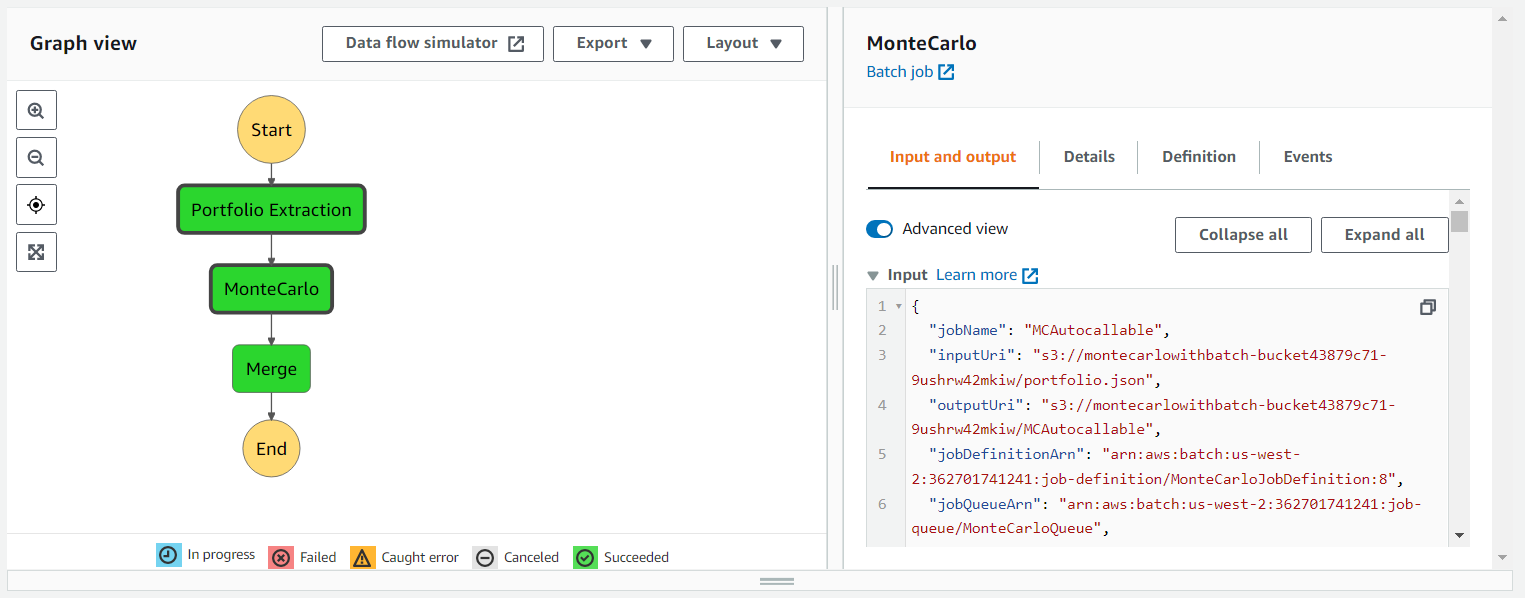 Graph view
Data flow simulator
Export
Layout
Start
Portfolio Extraction
MonteCarlo
Merge
End
In progress
Failed
Caught error
Canceled
Succeeded
MonteCarlo
Batch job
Input and output
Details
Definition
Events
Advanced view
Collapse all
Expand all
Input Learn more
1 {
2 "jobName": "MCAutocallable",
3 "inputUri": "s3://montecarlowithbatch-bucket43879c71-
9ushrw42mkiw/portfolio.json",
4 "outputUri": "s3://montecarlowithbatch-bucket43879c71-
9ushrw42mkiw/MCAutocallable",
5 "jobDefinitionArn": "arn:aws:batch:us-west-
2:362701741241:job-definition/MonteCarloJobDefinition:8",
6 "jobQueueArn": "arn:aws:batch:us-west-2:362701741241:job-
queue/MonteCarloQueue",